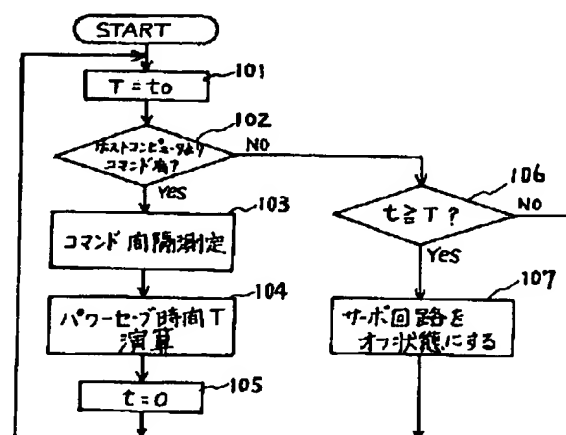 START
101
T=to
102
ホストコンピュータより
コマンド有?
NO
Yes
103
コマンド間隔測定
104
パワーセーブ時間T
演算
105
t=0
106
t≧T?
NO
Yes
107
サーボ回路を
オフ状態にする